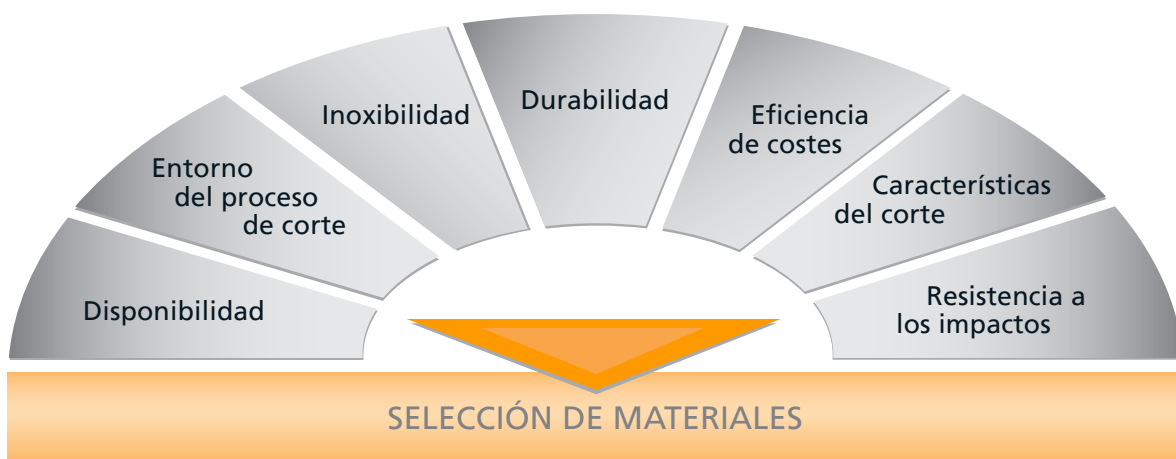 Disponibilidad
Entorno
del proceso
de corte
Inoxibilidad
Durabilidad
Eficiencia
de costes
Características
del corte
Resistencia a
los impactos
SELECCIÓN DE MATERIALES